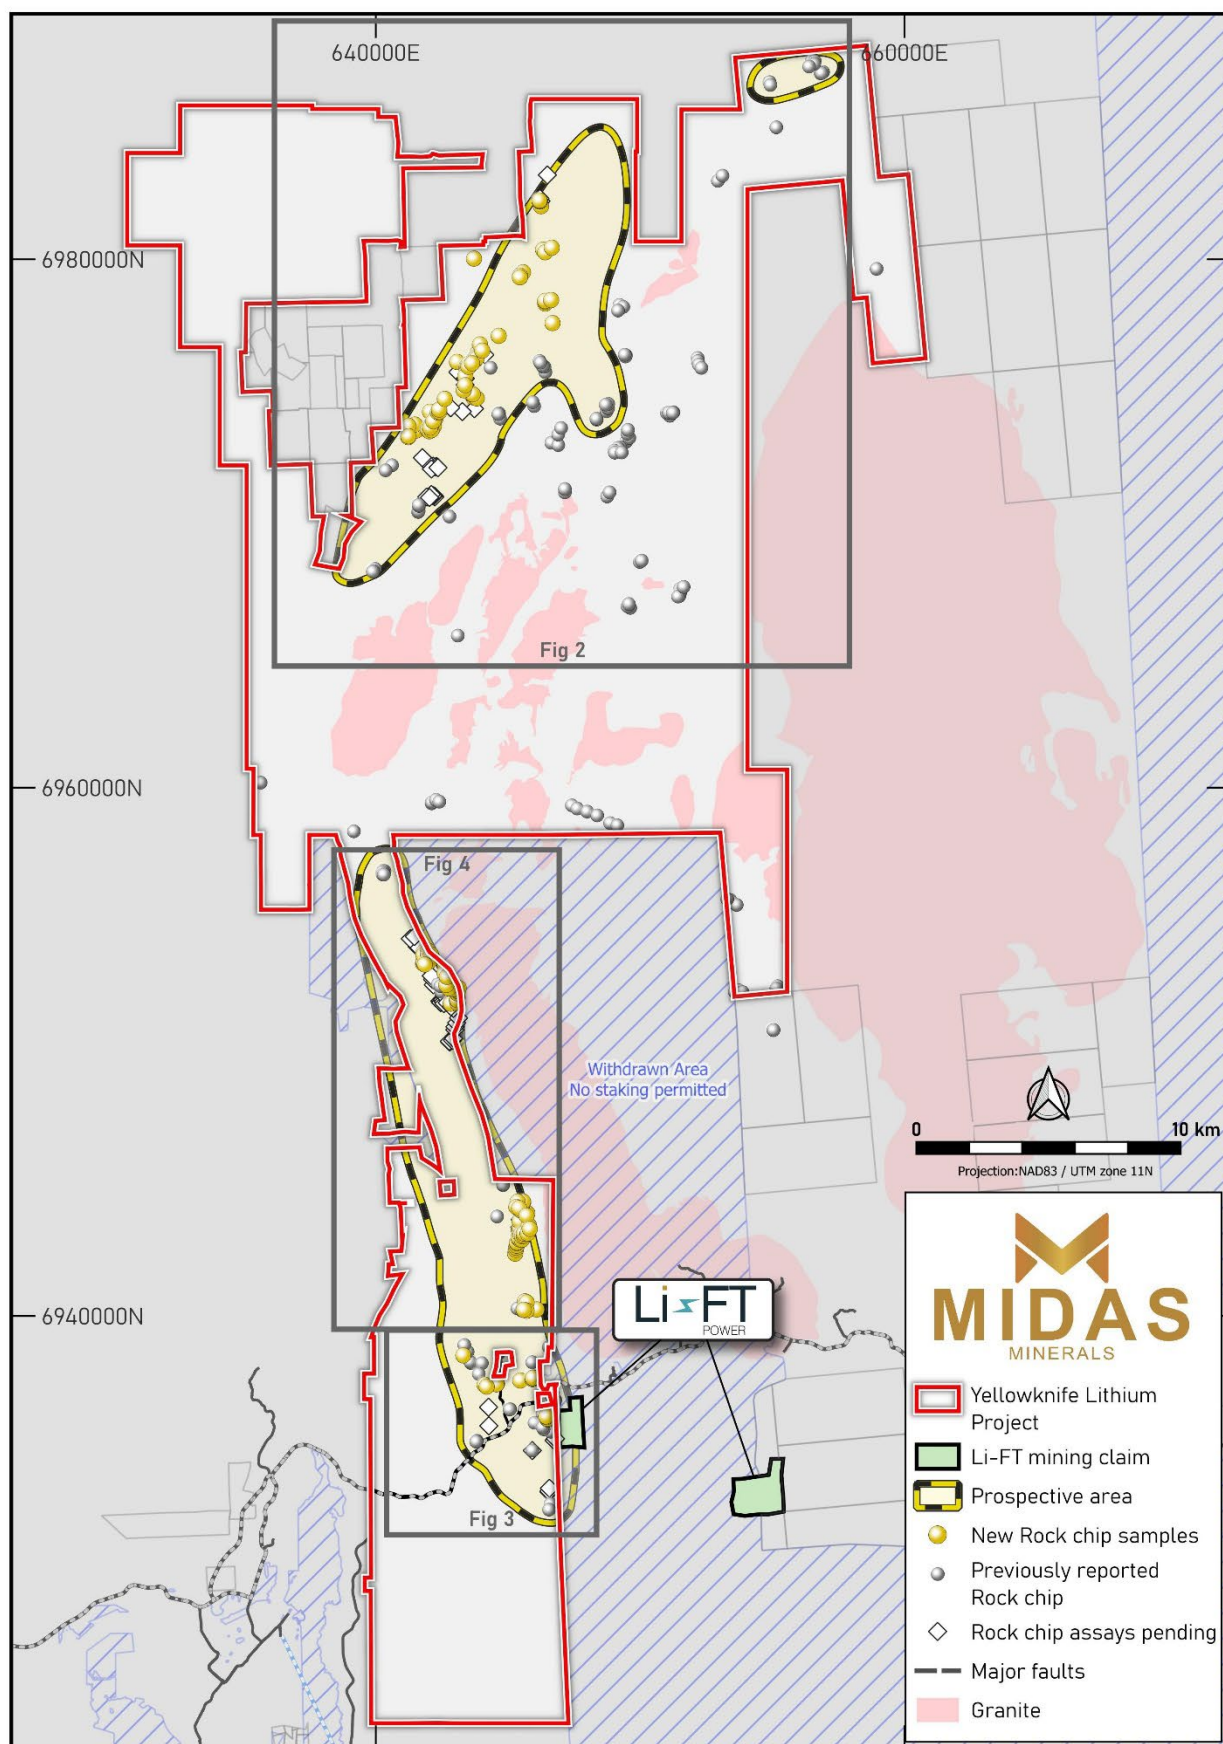 640000E
660000E
6980000N
Fig 2
6960000N
Fig 4
Withdrawn Area
No staking permitted
0
10 km
Projection:NAD83 / UTM zone 11N
6940000N
Li-FT
POWER
MIDAS
MINERALS
Yellowknife Lithium
Project
Li-FT mining claim
Prospective area
New Rock chip samples
Previously reported
Rock chip
Rock chip assays pending
Major faults
Granite
Fig 3